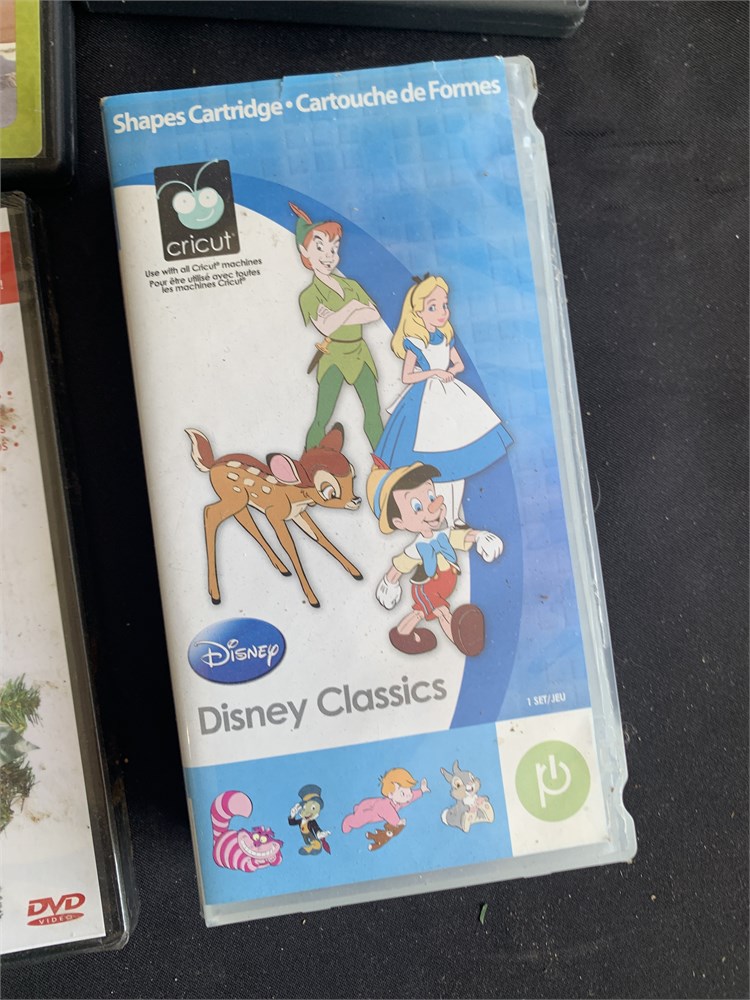 Shapes Cartridge • Cartouche de Formes
cricut®
Use with all Cricut® machines
Pour être utilisé avec toutes
les machines Cricut®
Disney
Disney Classics
1 SET/JEU
DVD
VIDEO